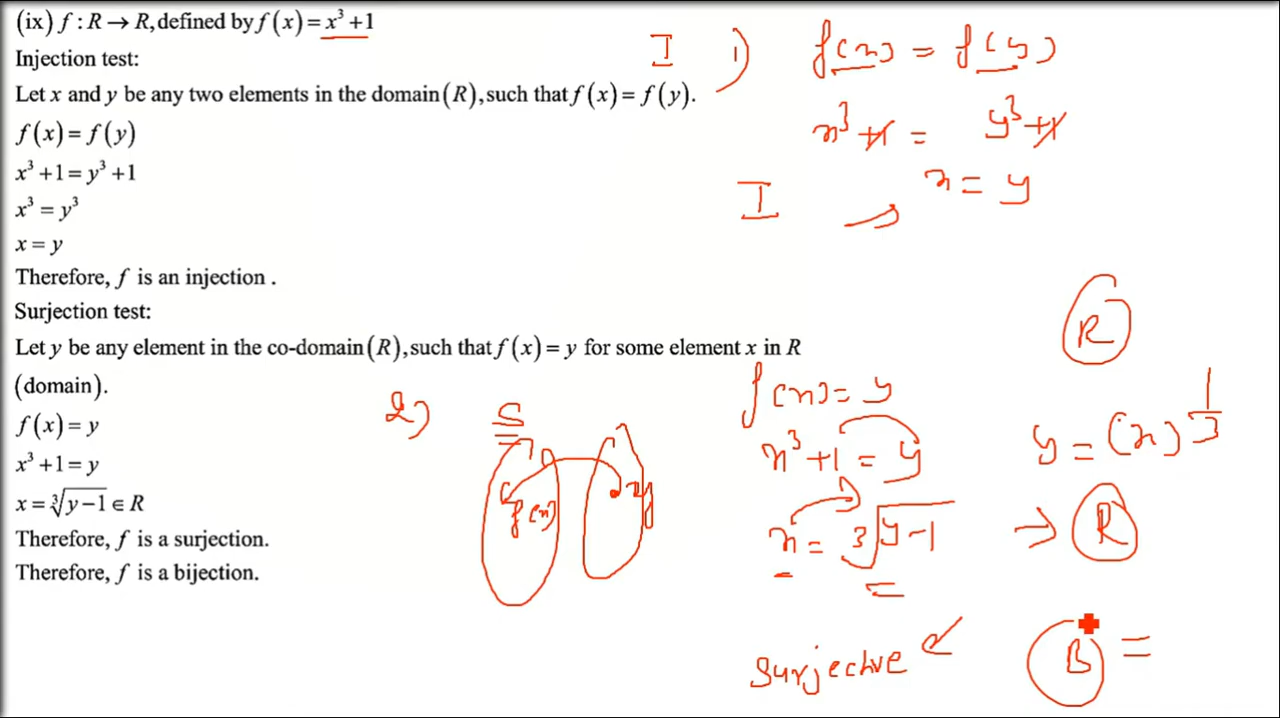 (ix) f : R → R, defined by f(x) = x³ + 1
Injection test:
Let x and y be any two elements in the domain (R), such that f(x) = f(y).
f(x) = f(y)
x³ + 1 = y³ + 1
x³ = y³
x = y
Therefore, f is an injection .
Surjection test:
Let y be any element in the co-domain (R), such that f(x) = y for some element x in R
(domain).
f(x) = y
x³ + 1 = y
x = ∛(y−1) ∈ R
Therefore, f is a surjection.
Therefore, f is a bijection.
I 1) f(x) = f(y)
x³ + 1 = y³ + 1
x = y
I
R
2) S
f(x) y
f(x) = y
x³ + 1 = y
x = ∛(y−1)
y = (x)^(1/3)
→ R
surjective
B =